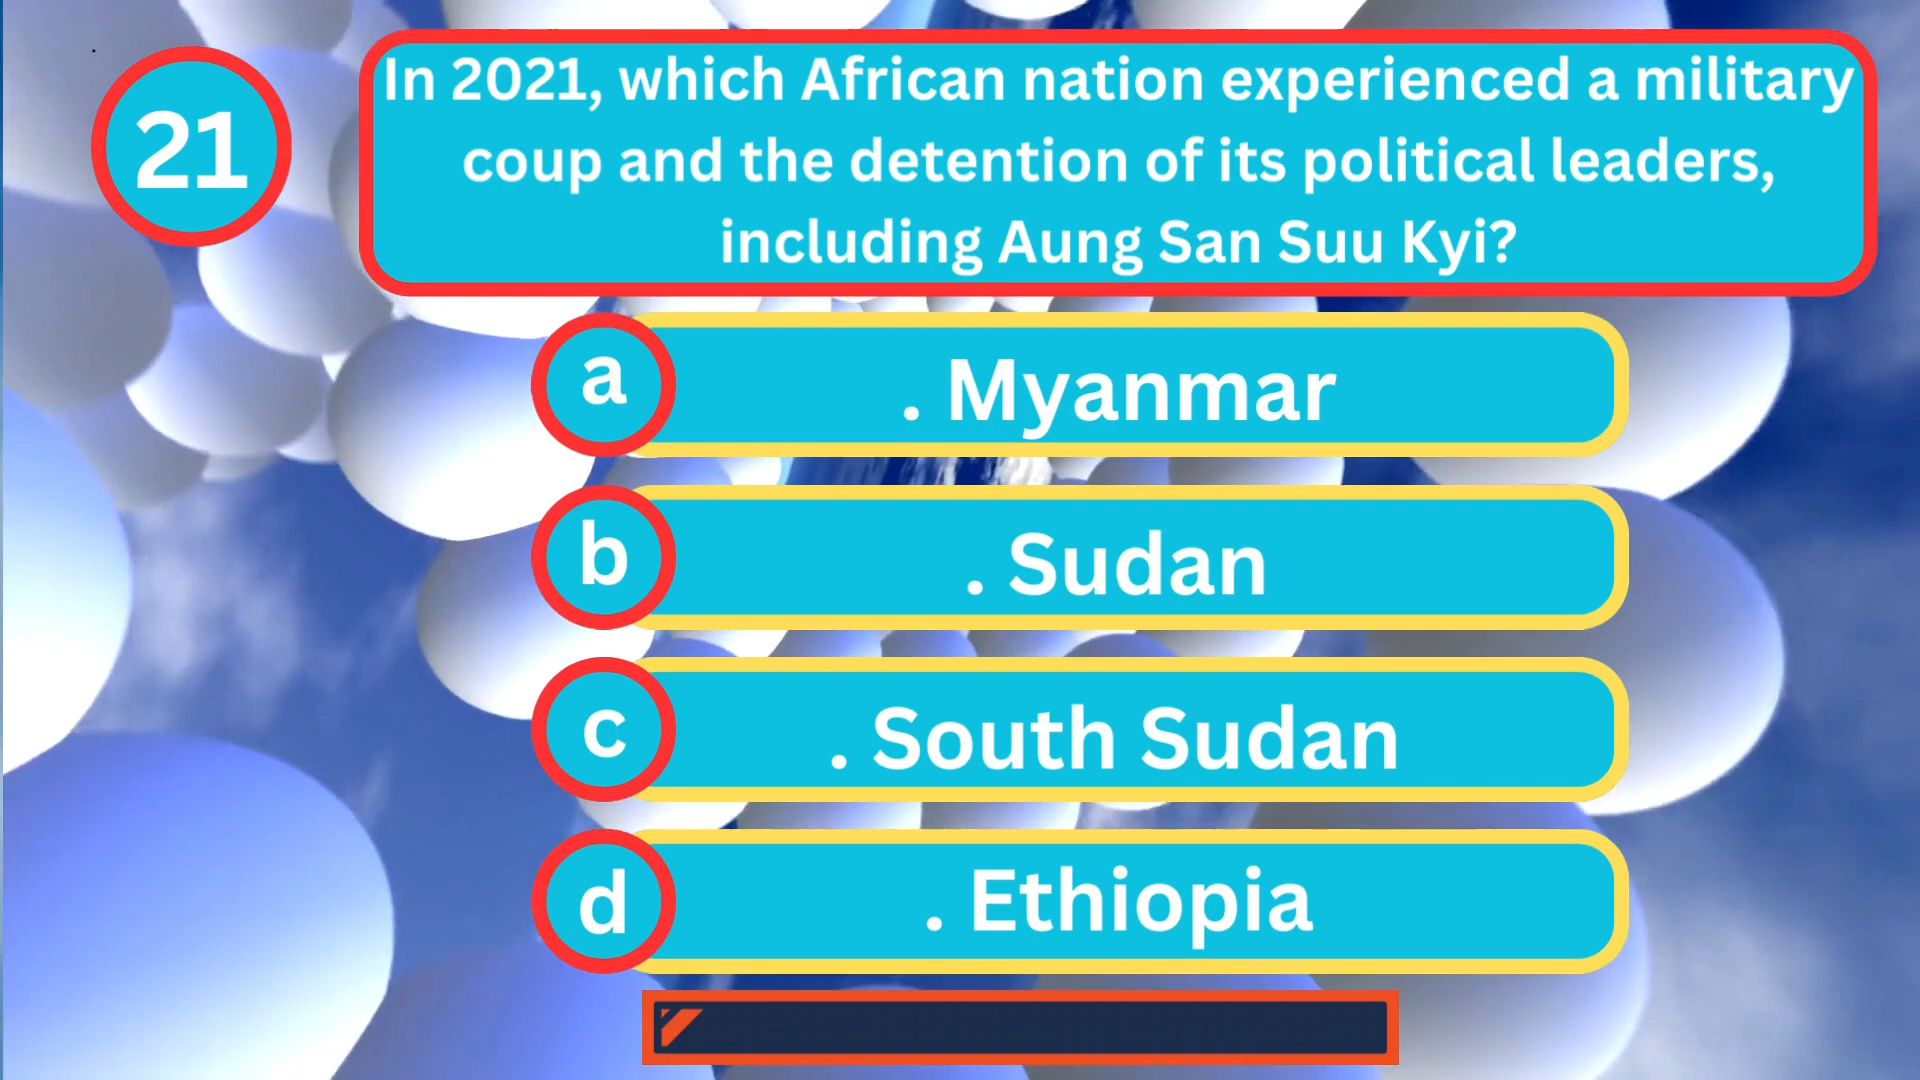 21
In 2021, which African nation experienced a military
coup and the detention of its political leaders,
including Aung San Suu Kyi?
a
. Myanmar
b
. Sudan
c
. South Sudan
d
. Ethiopia